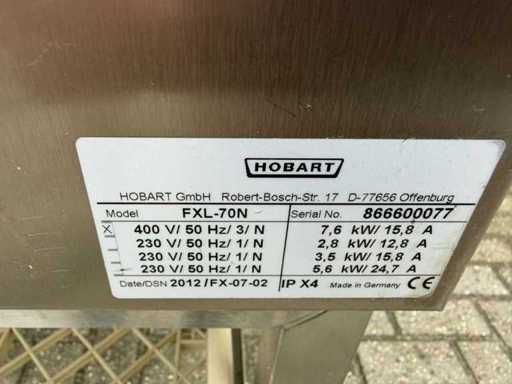 HOBART
HOBART GmbH Robert-Bosch-Str. 17 D-77656 Offenburg
Model FXL-70N Serial No. 866600077
X 400 V/ 50 Hz/ 3/ N 7,6 kW/ 15,8 A
230 V/ 50 Hz/ 1/ N 2,8 kW/ 12,8 A
230 V/ 50 Hz/ 1/ N 3,5 kW/ 15,8 A
230 V/ 50 Hz/ 1/ N 5,6 kW/ 24,7 A
Date/DSN 2012 /FX-07-02 IP X4 Made in Germany CE